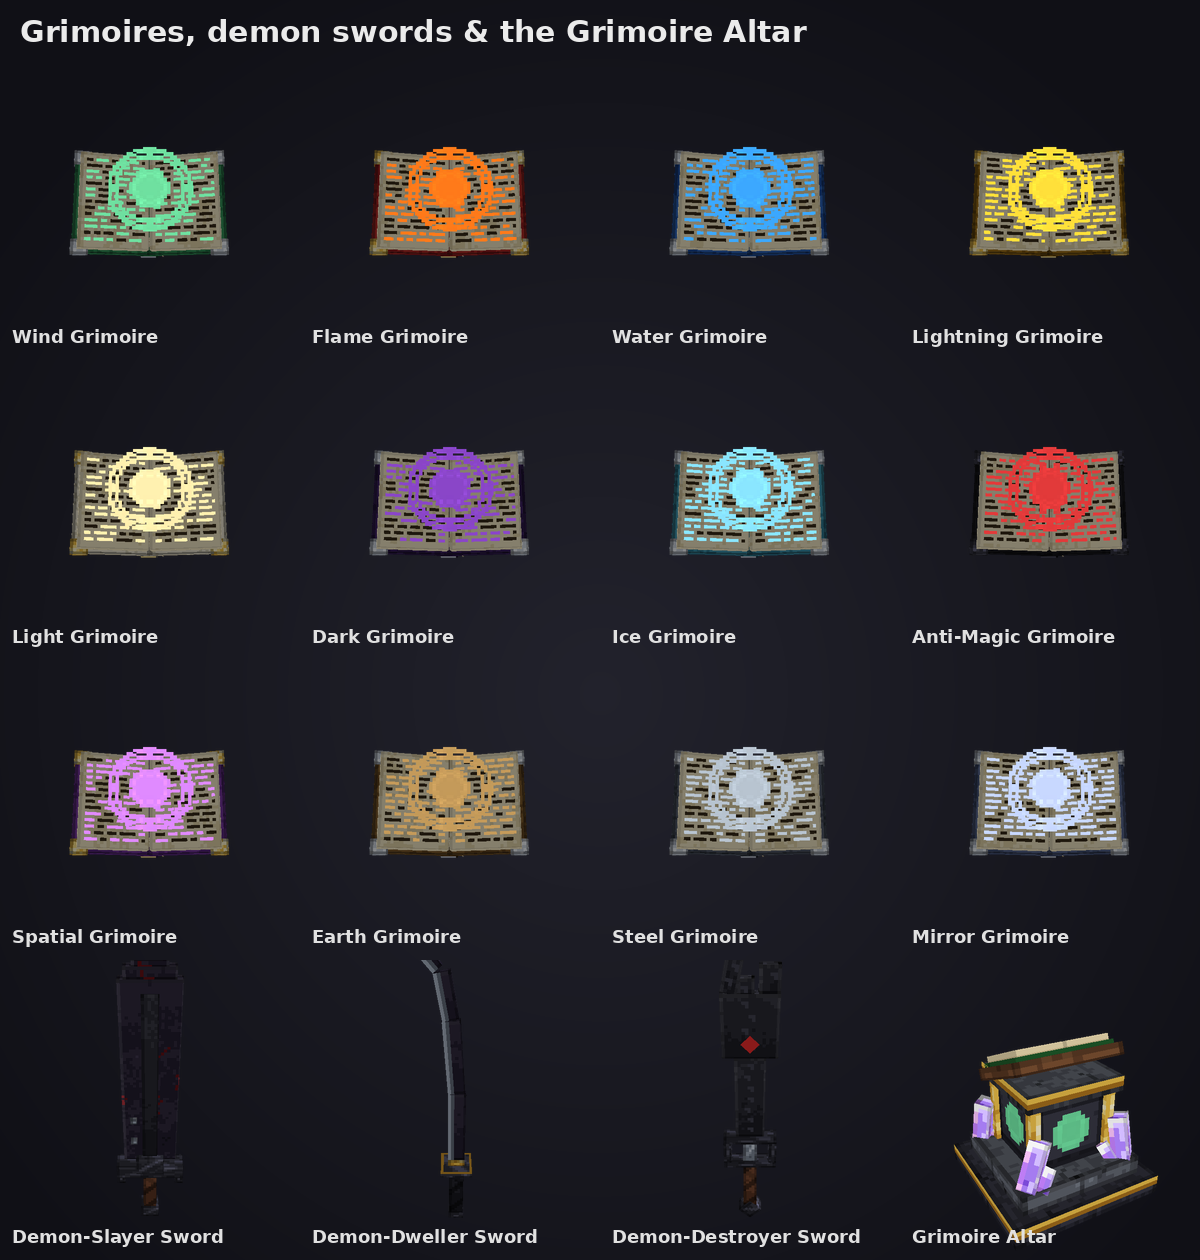 Grimoires, demon swords & the Grimoire Altar
Wind Grimoire
Flame Grimoire
Water Grimoire
Lightning Grimoire
Light Grimoire
Dark Grimoire
Ice Grimoire
Anti-Magic Grimoire
Spatial Grimoire
Earth Grimoire
Steel Grimoire
Mirror Grimoire
Demon-Slayer Sword
Demon-Dweller Sword
Demon-Destroyer Sword
Grimoire Altar